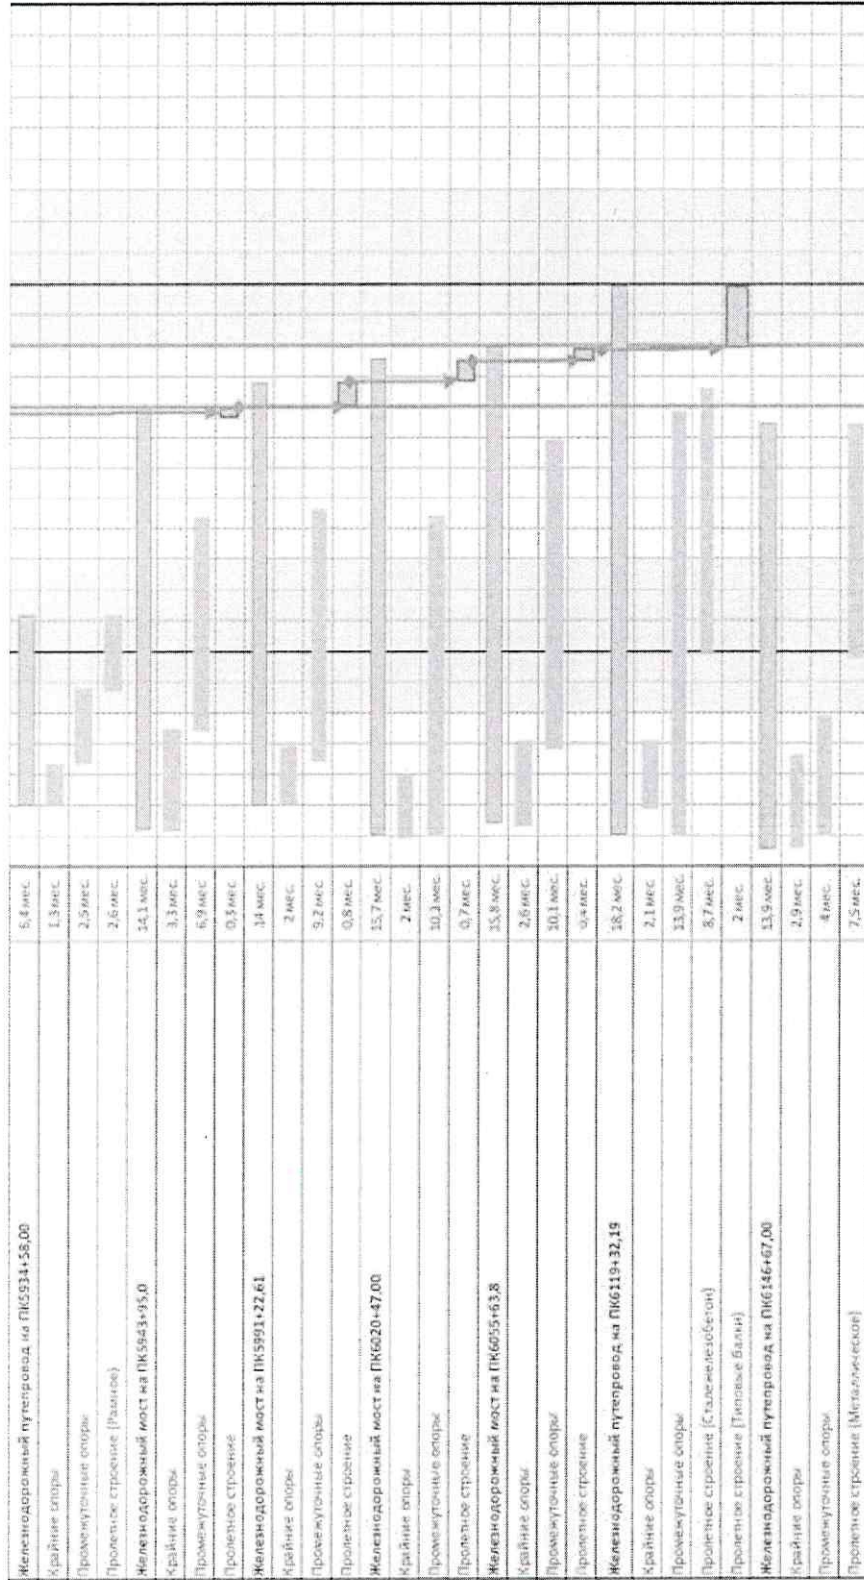 Железнодорожный путепровод на ПК5934+58,00 6,4 мес.
Крайние опоры 1,3 мес.
Промежуточные опоры 2,5 мес.
Пролетное строение (Рамное) 2,6 мес.
Железнодорожный мост на ПК5943+95,0 14,1 мес.
Крайние опоры 3,3 мес.
Промежуточные опоры 6,9 мес.
Пролетное строение 0,3 мес.
Железнодорожный мост на ПК5991+22,61 14 мес.
Крайние опоры 2 мес.
Промежуточные опоры 9,2 мес.
Пролетное строение 0,8 мес.
Железнодорожный мост на ПК6020+47,00 15,7 мес.
Крайние опоры 2 мес.
Промежуточные опоры 10,3 мес.
Пролетное строение 0,7 мес.
Железнодорожный мост на ПК6055+63,8 15,8 мес.
Крайние опоры 2,6 мес.
Промежуточные опоры 10,1 мес.
Пролетное строение 0,4 мес.
Железнодорожный путепровод на ПК6119+32,19 18,2 мес.
Крайние опоры 2,1 мес.
Промежуточные опоры 13,9 мес.
Пролетное строение (Сталежелезобетон) 8,7 мес.
Пролетное строение (Типовые балки) 2 мес.
Железнодорожный путепровод на ПК6146+67,00 13,9 мес.
Крайние опоры 2,9 мес.
Промежуточные опоры 4 мес.
Пролетное строение (Металлическое) 7,5 мес.